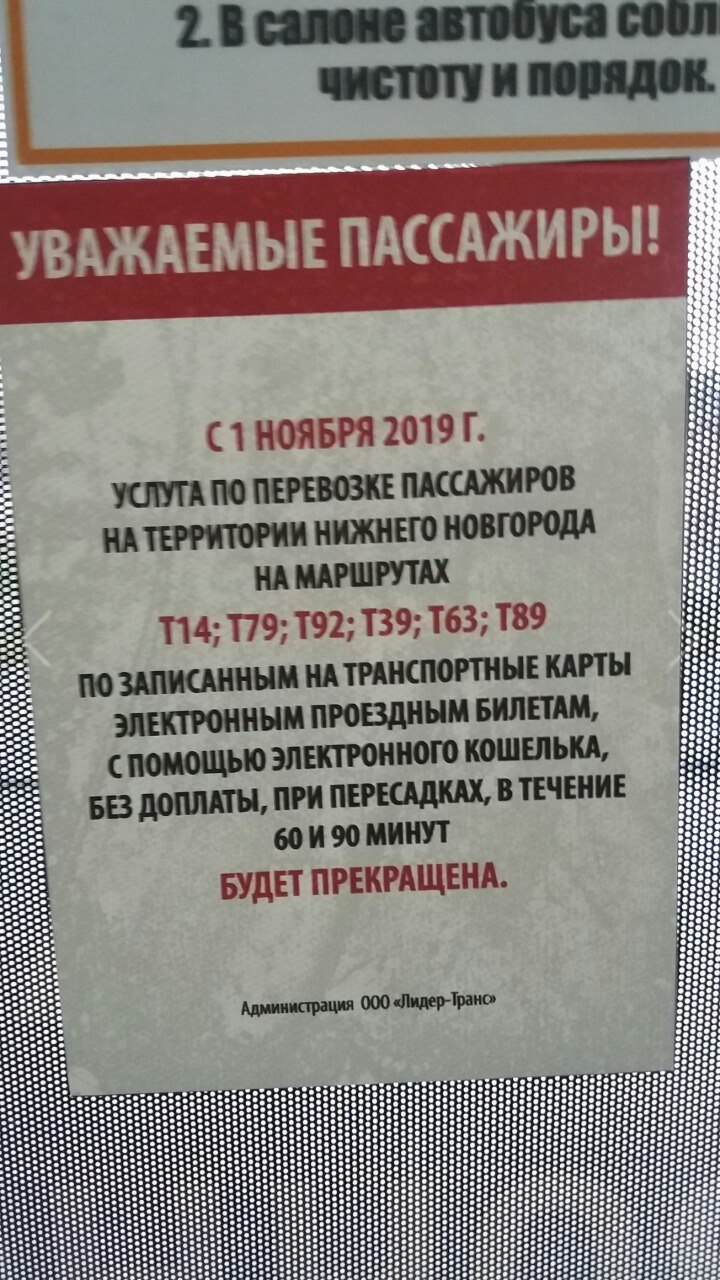 2. В салоне автобуса
чистоту и порядок.
УВАЖАЕМЫЕ ПАССАЖИРЫ!
С 1 НОЯБРЯ 2019 Г.
УСЛУГА ПО ПЕРЕВОЗКЕ ПАССАЖИРОВ
НА ТЕРРИТОРИИ НИЖНЕГО НОВГОРОДА
НА МАРШРУТАХ
Т14; Т79; Т92; Т39; Т63; Т89
ПО ЗАПИСАННЫМ НА ТРАНСПОРТНЫЕ КАРТЫ
ЭЛЕКТРОННЫМ ПРОЕЗДНЫМ БИЛЕТАМ,
С ПОМОЩЬЮ ЭЛЕКТРОННОГО КОШЕЛЬКА,
БЕЗ ДОПЛАТЫ, ПРИ ПЕРЕСАДКАХ, В ТЕЧЕНИЕ
60 И 90 МИНУТ
БУДЕТ ПРЕКРАЩЕНА.
Администрация ООО «Лидер-Транс»